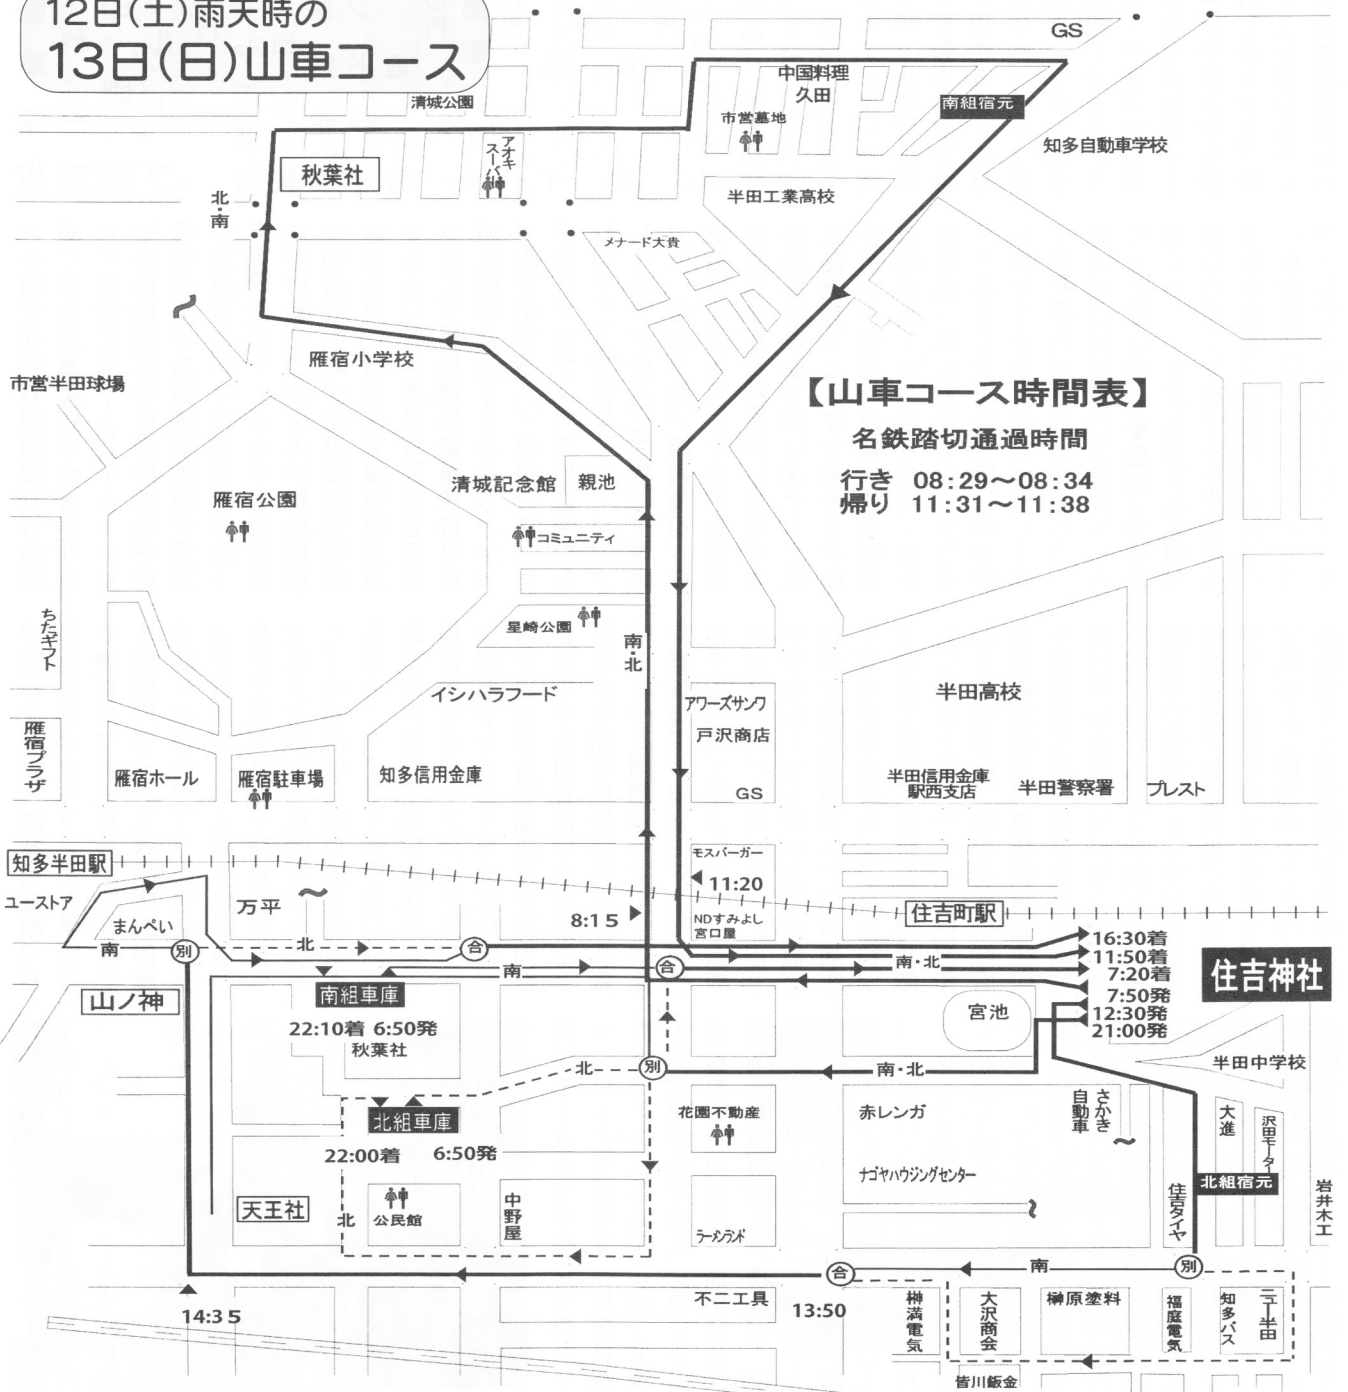 12日(土)雨天時の
13日(日)山車コース
GS
中国料理
久田
南組宿元
清城公園
市営墓地
知多自動車学校
アオキ
スーパー
秋葉社
北・南
半田工業高校
メナード大貴
雁宿小学校
市営半田球場
【山車コース時間表】
名鉄踏切通過時間
行き 08:29〜08:34
帰り 11:31〜11:38
清城記念館
親池
雁宿公園
コミュニティ
ちたギフト
星崎公園
南・北
イシハラフード
アワーズサンワ
戸沢商店
半田高校
雁宿プラザ
雁宿ホール
雁宿駐車場
知多信用金庫
GS
半田信用金庫
駅西支店
半田警察署
プレスト
知多半田駅
モスバーガー
11:20
ユーストア
まんぺい
万平
8:15
NDすみよし
宮口屋
住吉町駅
南
別
北
合
16:30着
11:50着
7:20着
7:50発
12:30発
21:00発
住吉神社
南
合
南・北
山ノ神
南組車庫
22:10着 6:50発
秋葉社
宮池
半田中学校
北
別
南・北
北組車庫
22:00着 6:50発
花園不動産
赤レンガ
さかき
自動車
大進
沢田モーター
天王社
北
公民館
中野屋
ナゴヤハウジングセンター
住吉タイヤ
北組宿元
岩井木工
ラーメンランド
合
南
別
14:35
不二工具
13:50
榊満電気
大沢商会
榊原塗料
福庭電気
知多バス
ニュー半田
皆川鈑金